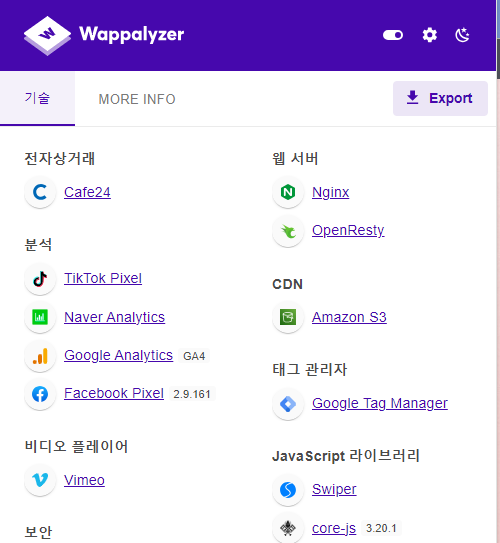 Wappalyzer
기술
MORE INFO
Export
전자상거래
Cafe24
분석
TikTok Pixel
Naver Analytics
Google Analytics GA4
Facebook Pixel 2.9.161
비디오 플레이어
Vimeo
보안
웹 서버
Nginx
OpenResty
CDN
Amazon S3
태그 관리자
Google Tag Manager
JavaScript 라이브러리
Swiper
core-js 3.20.1